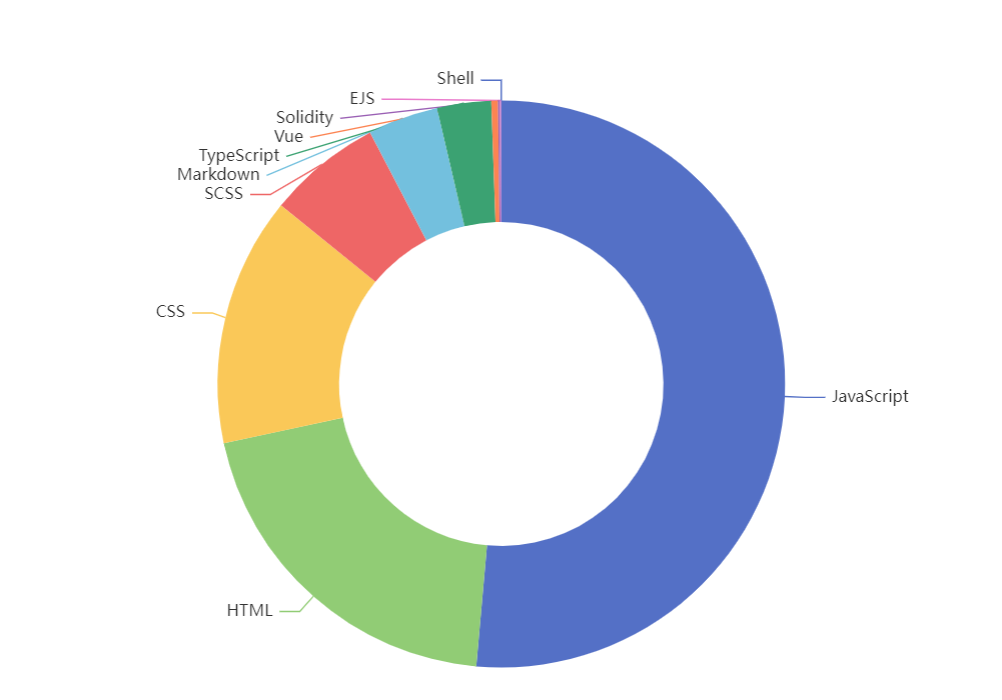 Shell
EJS
Solidity
Vue
TypeScript
Markdown
SCSS
CSS
JavaScript
HTML